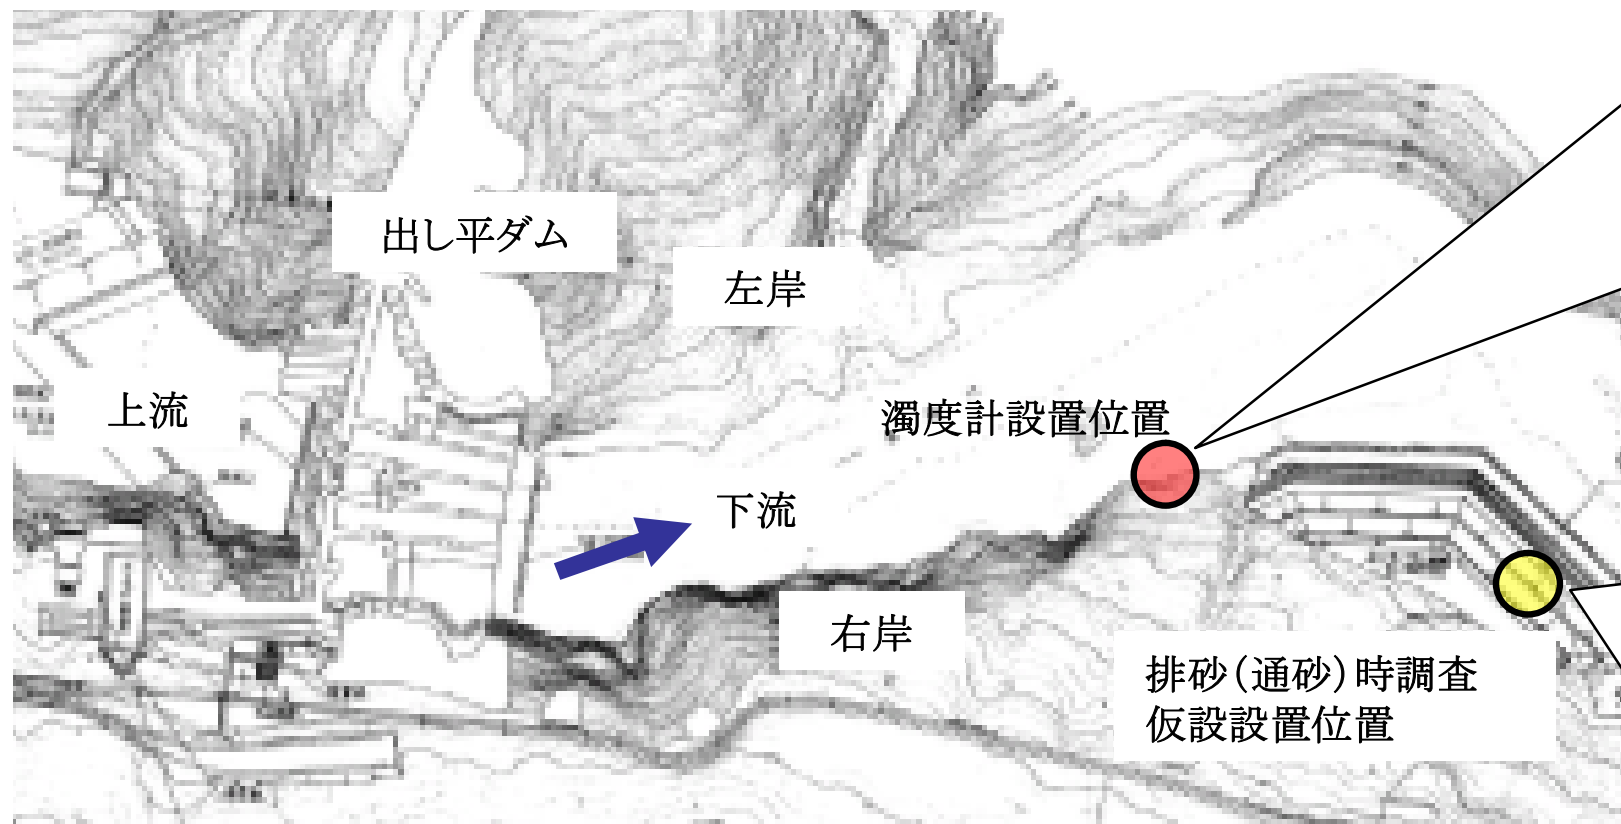 出し平ダム
左岸
上流
濁度計設置位置
下流
右岸
排砂（通砂）時調査
仮設設置位置